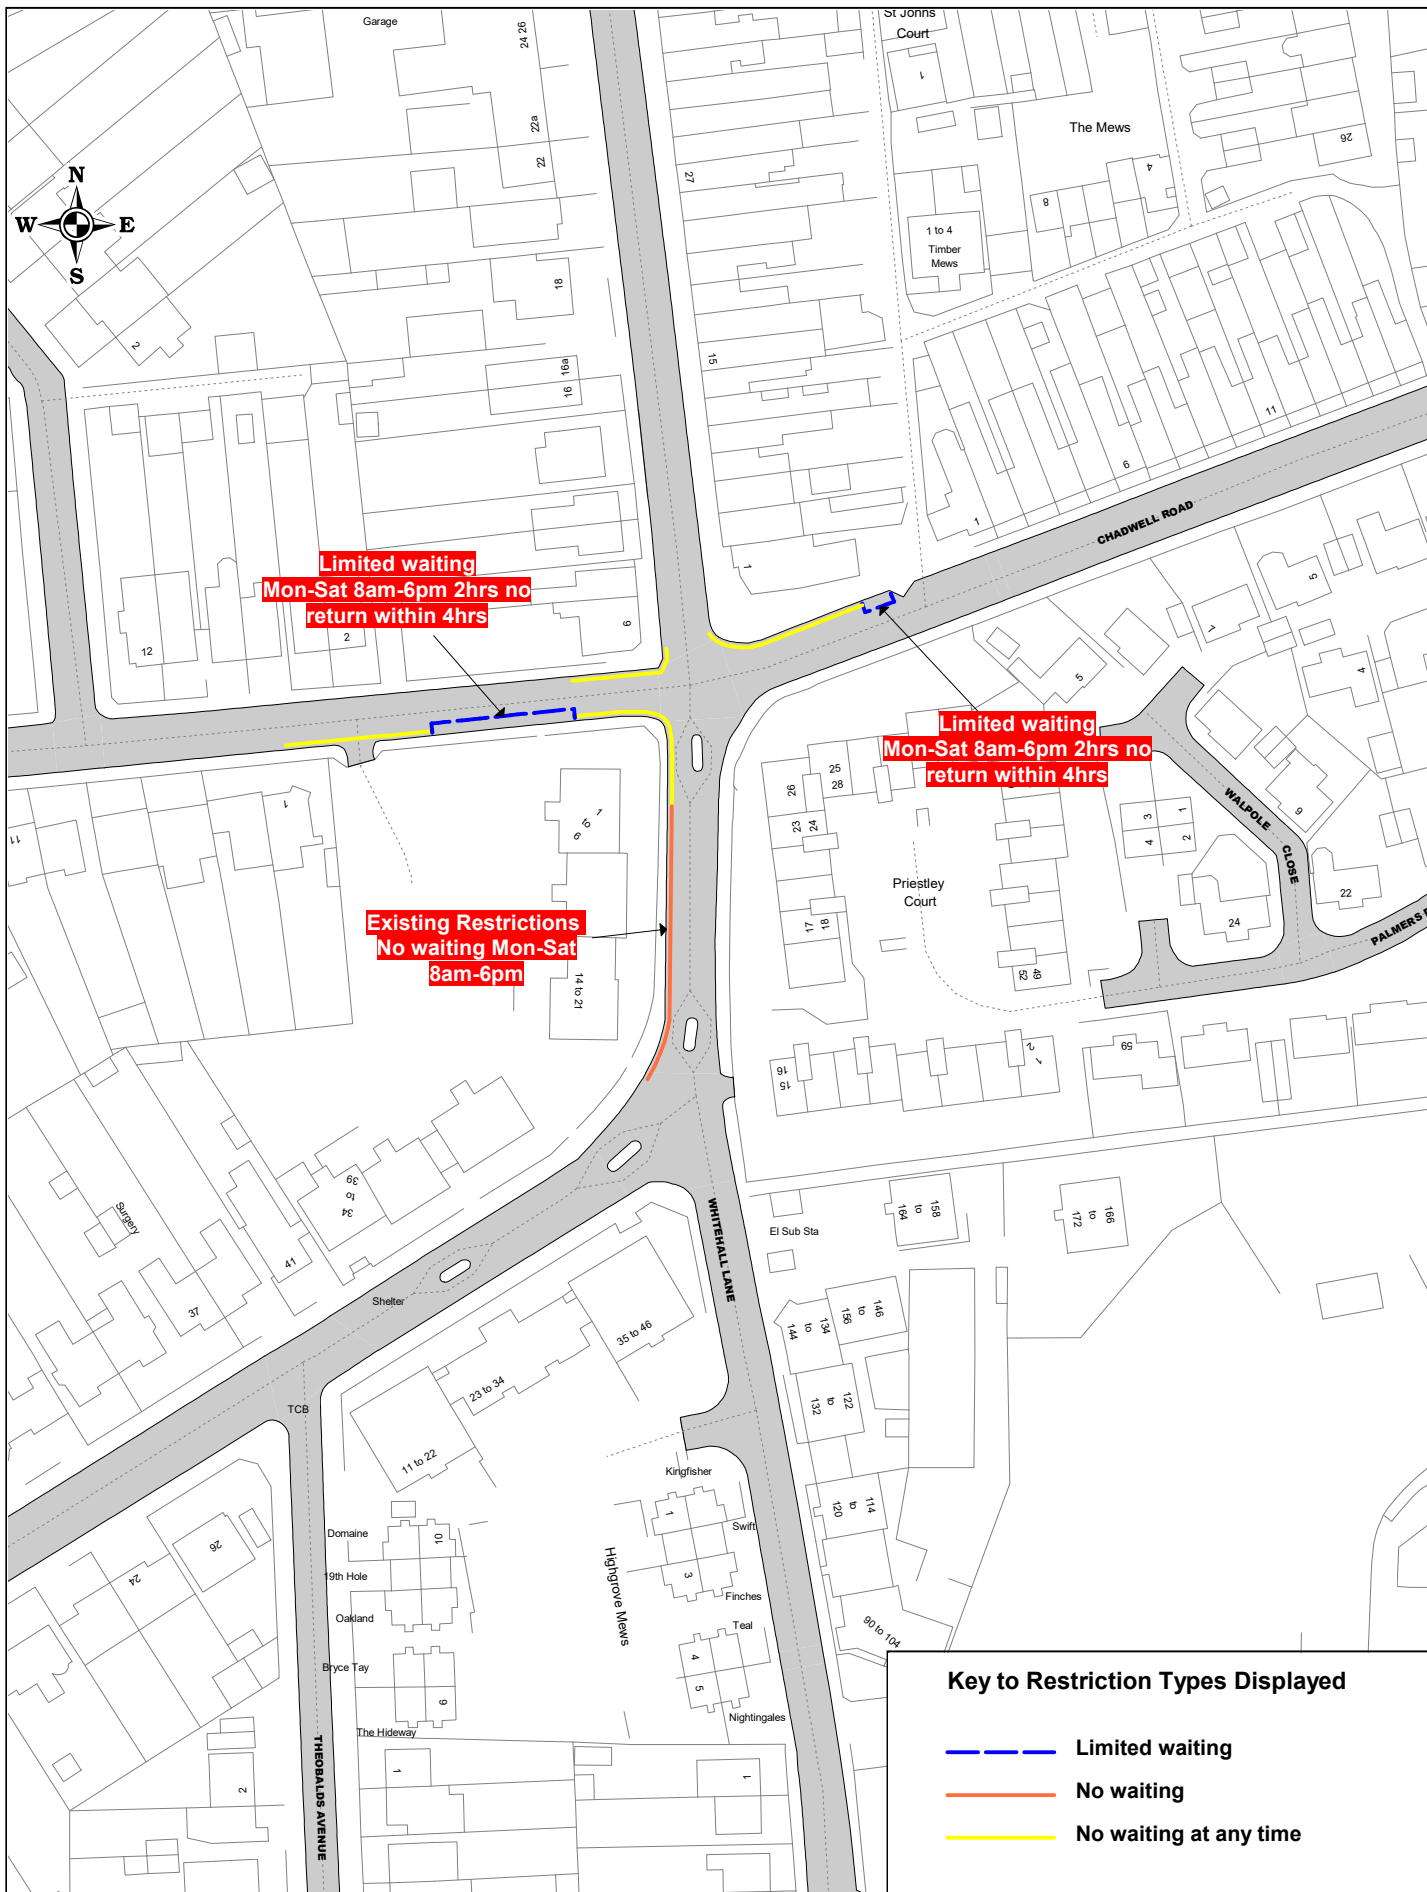 Garage
24 26
St Johns
Court
1
22a
22
27
The Mews
26
4
8
N
W
E
S
1 to 4
Timber
Mews
18
2
15
16a
16
11
6
1
CHADWELL ROAD
1
Limited waiting
Mon-Sat 8am-6pm 2hrs no
return within 4hrs
2
12
6
5
7
4
5
Limited waiting
Mon-Sat 8am-6pm 2hrs no
return within 4hrs
25
28
26
23
24
3
1
4
2
WALPOLE
CLOSE
9
11
1
1
to
6
Priestley
Court
22
24
PALMERS
Existing Restrictions
No waiting Mon-Sat
8am-6pm
17
18
14 to 21
52
49
16
15
2
1
59
39
to
34
Surgery
41
37
Shelter
WHITEHALL LANE
El Sub Sta
164
to
158
172
to
166
156
to
146
144
to
134
35 to 46
23 to 34
132
to
122
TCB
11 to 22
Kingfisher
120
to
114
1
Swift
Domaine
10
26
24
19th Hole
3
Finches
Oakland
Highgrove Mews
Teal
90 to 104
4
5
Bryce Tay
9
Nightingales
The Hideway
THEOBALDS AVENUE
2
1
1
Key to Restriction Types Displayed
Limited waiting
No waiting
No waiting at any time